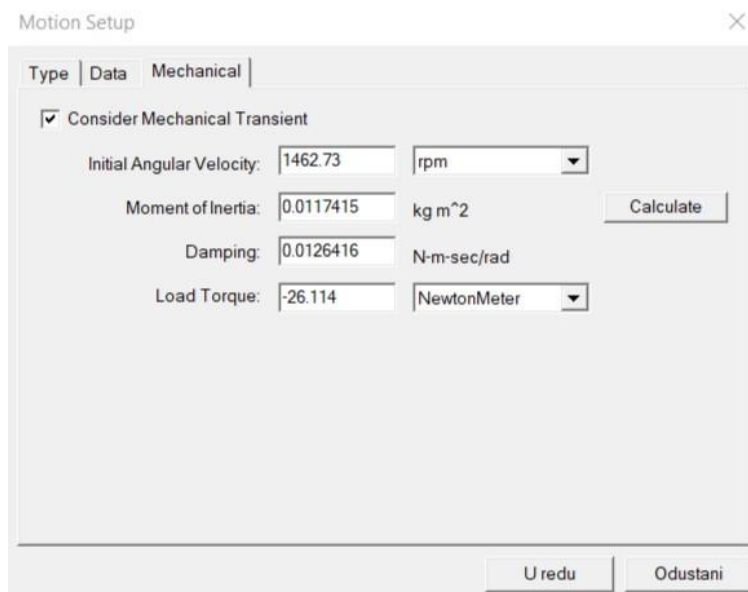 Motion Setup
Type Data Mechanical
Consider Mechanical Transient
Initial Angular Velocity: 1462.73 rpm
Moment of Inertia: 0.0117415 kg m^2 Calculate
Damping: 0.0126416 N-m-sec/rad
Load Torque: -26.114 NewtonMeter
U redu Odustani